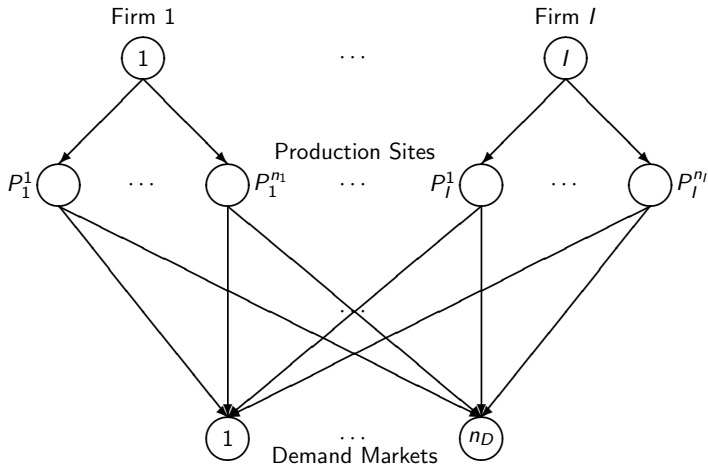 Firm 1 Firm I
1 ⋯ I
Production Sites
P_1^1 ⋯ P_1^{n_1} ⋯ P_I^1 ⋯ P_I^{n_I}
⋯
1 ⋯ n_D
Demand Markets